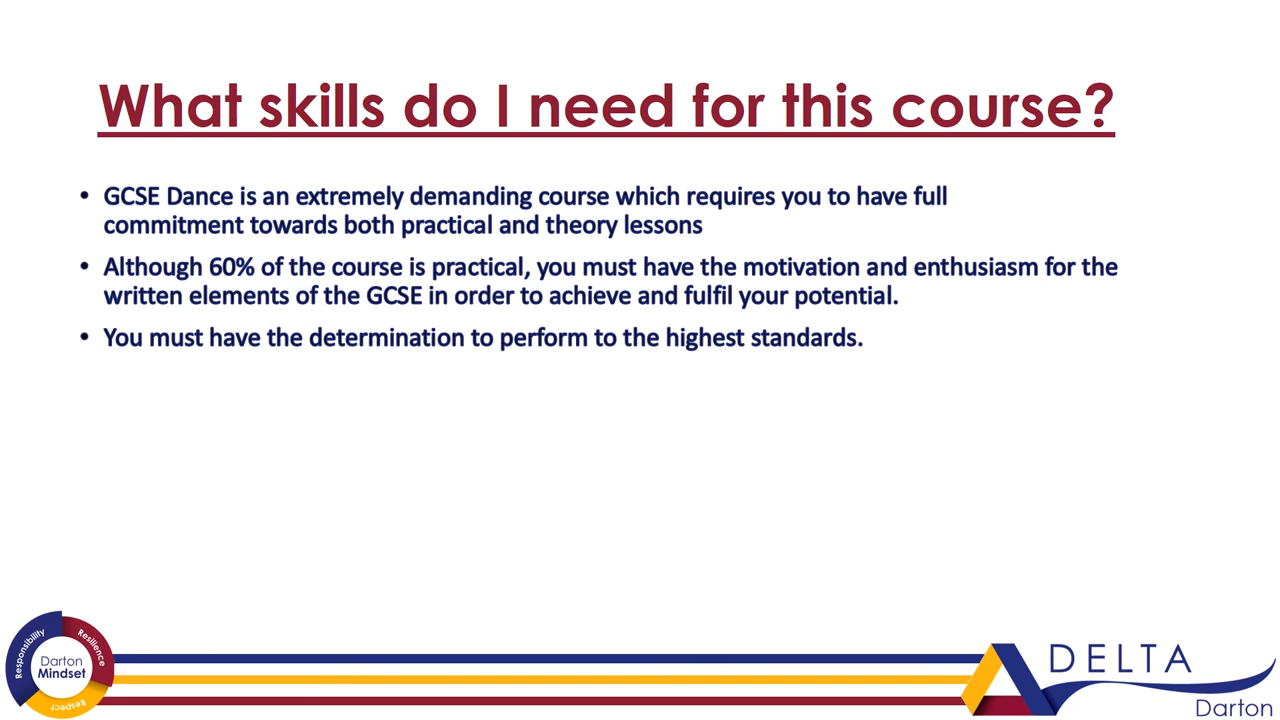 What skills do I need for this course?
• GCSE Dance is an extremely demanding course which requires you to have full
commitment towards both practical and theory lessons
• Although 60% of the course is practical, you must have the motivation and enthusiasm for the
written elements of the GCSE in order to achieve and fulfil your potential.
• You must have the determination to perform to the highest standards.
Responsibility
Resilience
Respect
Darton
Mindset
DELTA
Darton